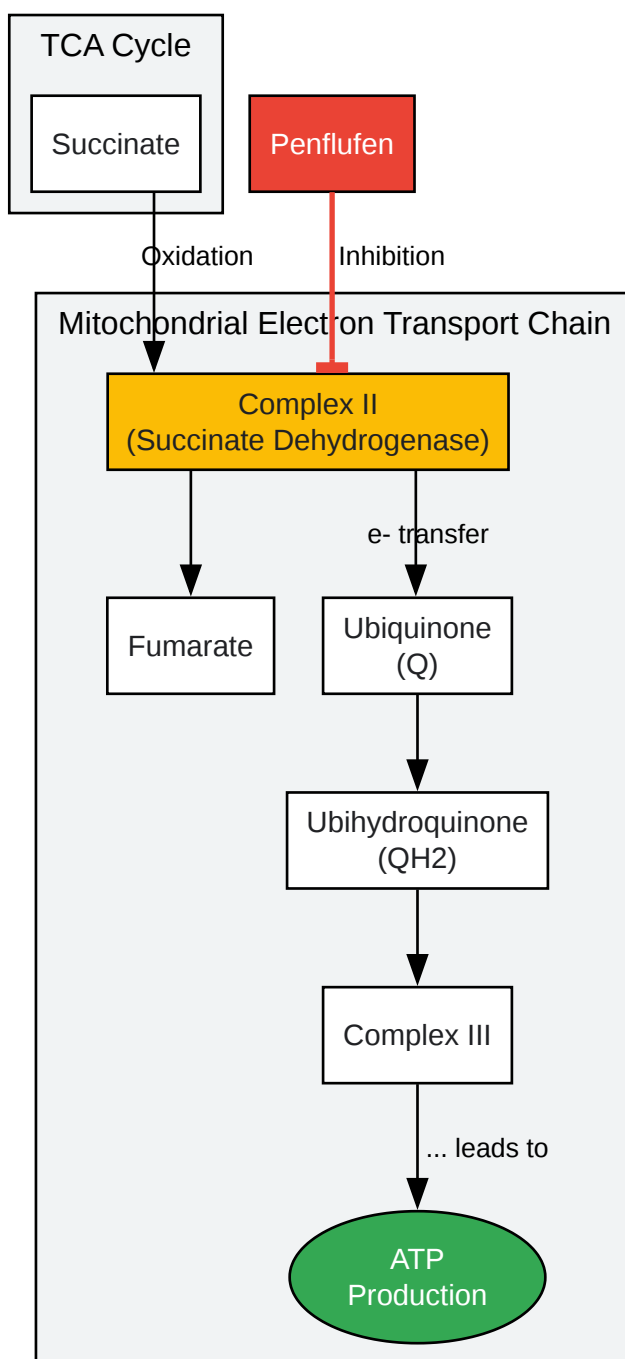 TCA Cycle
Succinate
Penflufen
Oxidation
Inhibition
Mitochondrial Electron Transport Chain
Complex II
(Succinate Dehydrogenase)
e- transfer
Fumarate
Ubiquinone
(Q)
Ubihydroquinone
(QH2)
Complex III
... leads to
ATP
Production